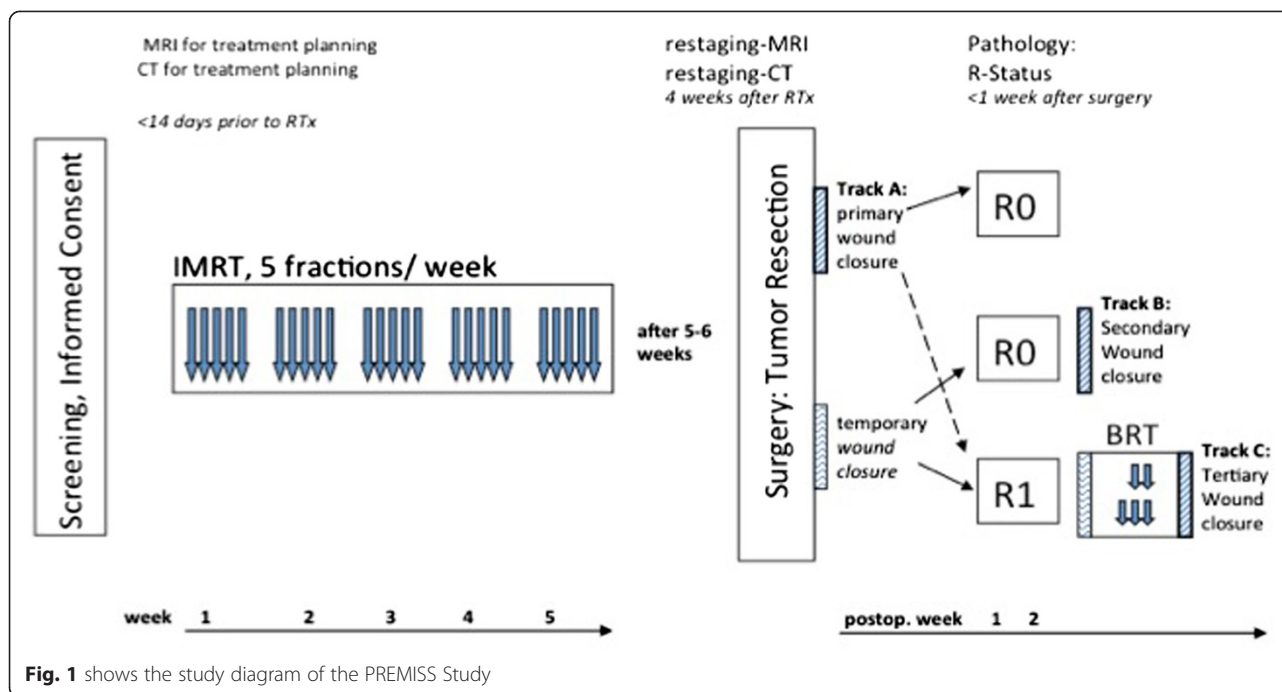 MRI for treatment planning
CT for treatment planning
<14 days prior to RTx
restaging-MRI
restaging-CT
4 weeks after RTx
Pathology:
R-Status
<1 week after surgery
Screening, Informed Consent
IMRT, 5 fractions/ week
after 5-6
weeks
Surgery: Tumor Resection
Track A:
primary
wound
closure
temporary
wound
closure
R0
R0
Track B:
Secondary
Wound
closure
R1
BRT
Track C:
Tertiary
Wound
closure
week 1 2 3 4 5
postop. week 1 2
Fig. 1 shows the study diagram of the PREMISS Study